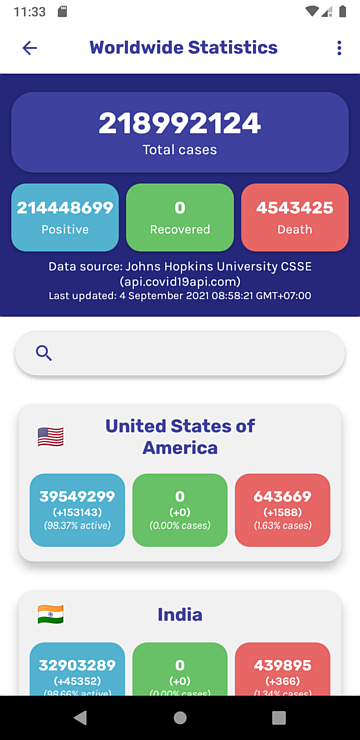 11:33
Worldwide Statistics
218992124
Total cases
214448699
Positive
0
Recovered
4543425
Death
Data source: Johns Hopkins University CSSE
(api.covid19api.com)
Last updated: 4 September 2021 08:58:21 GMT+07:00
United States of
America
39549299
(+153143)
(98.37% active)
0
(+0)
(0.00% cases)
643669
(+1588)
(1.63% cases)
India
32903289
(+45352)
(98.66% active)
0
(+0)
(0.00% cases)
439895
(+366)
(1.34% cases)